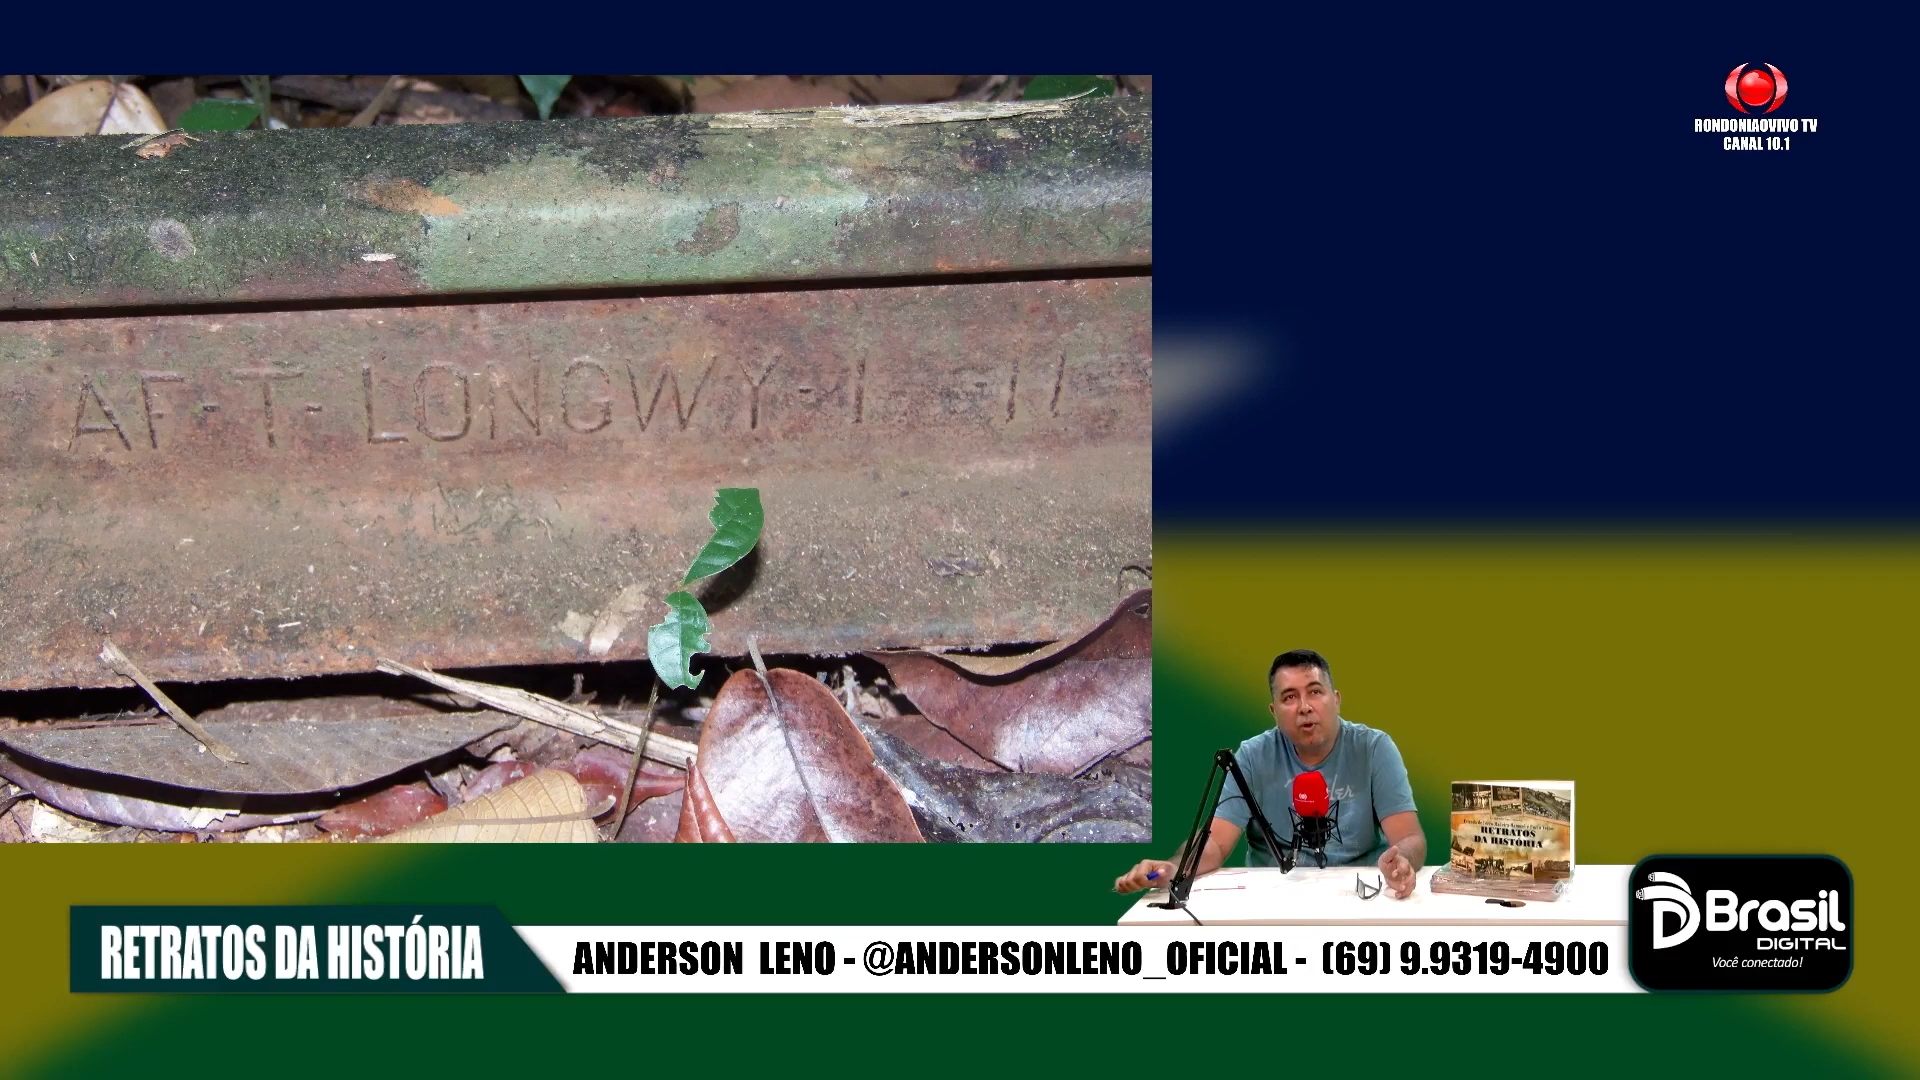 RONDONIAOVIVO TV
CANAL 10.1
AF-T-LONGWY-I - II
RETRATOS
DA HISTÓRIA
RETRATOS DA HISTÓRIA
ANDERSON LENO - @ANDERSONLENO_OFICIAL - (69) 9.9319-4900
Brasil
DIGITAL
Você conectado!